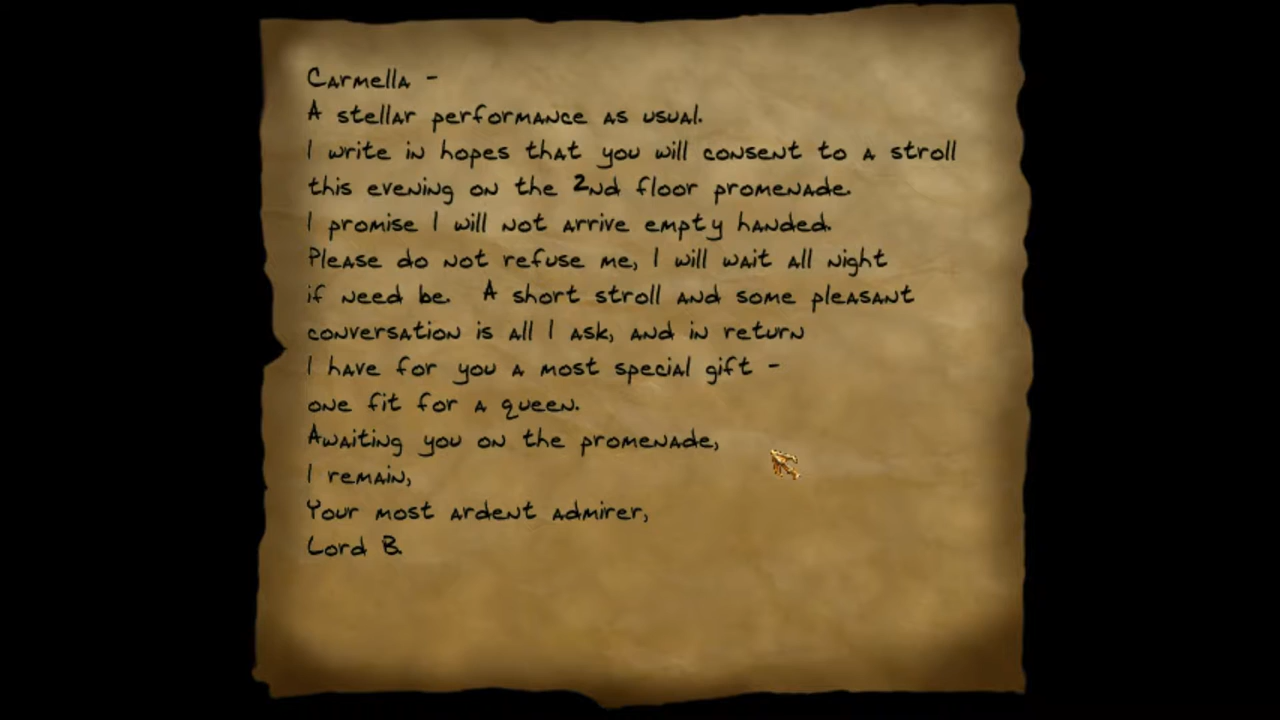 Carmella -
A stellar performance as usual.
I write in hopes that you will consent to a stroll
this evening on the 2nd floor promenade.
I promise I will not arrive empty handed.
Please do not refuse me, I will wait all night
if need be. A short stroll and some pleasant
conversation is all I ask, and in return
I have for you a most special gift -
one fit for a queen.
Awaiting you on the promenade,
I remain,
Your most ardent admirer,
Lord B.